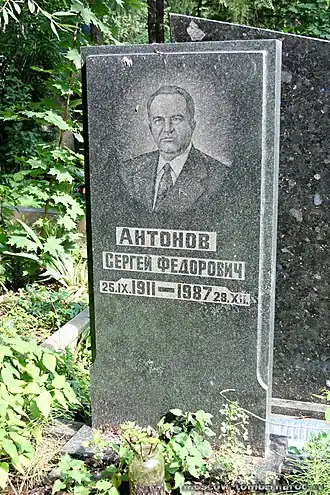 АНТОНОВ
СЕРГЕЙ ФЕДОРОВИЧ
25.IX.1911—1987 28.XII.